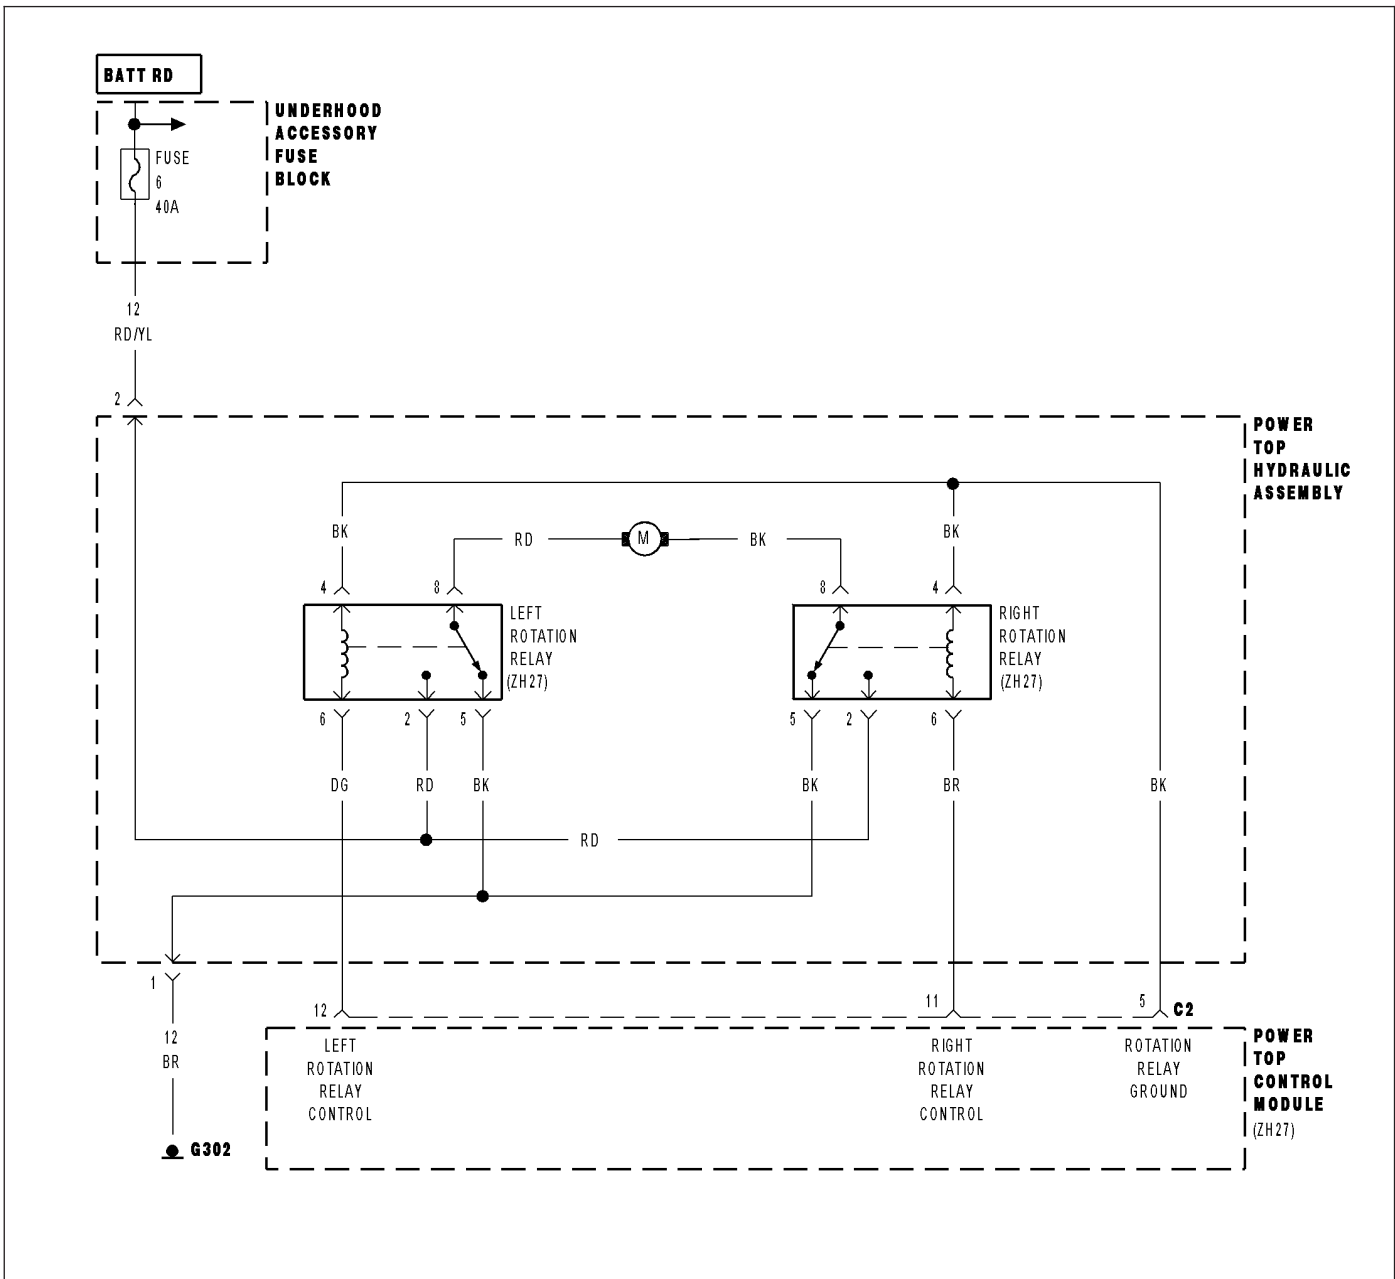 BATT RD
UNDERHOOD
ACCESSORY
FUSE
BLOCK
FUSE
6
40A
12
RD/YL
2
POWER
TOP
HYDRAULIC
ASSEMBLY
BK
RD
M
BK
BK
4
8
8
4
LEFT
ROTATION
RELAY
(ZH27)
RIGHT
ROTATION
RELAY
(ZH27)
6
2
5
5
2
6
DG
RD
BK
BK
BR
BK
RD
1
12
BR
G302
12
11
5
C2
LEFT
ROTATION
RELAY
CONTROL
RIGHT
ROTATION
RELAY
CONTROL
ROTATION
RELAY
GROUND
POWER
TOP
CONTROL
MODULE
(ZH27)